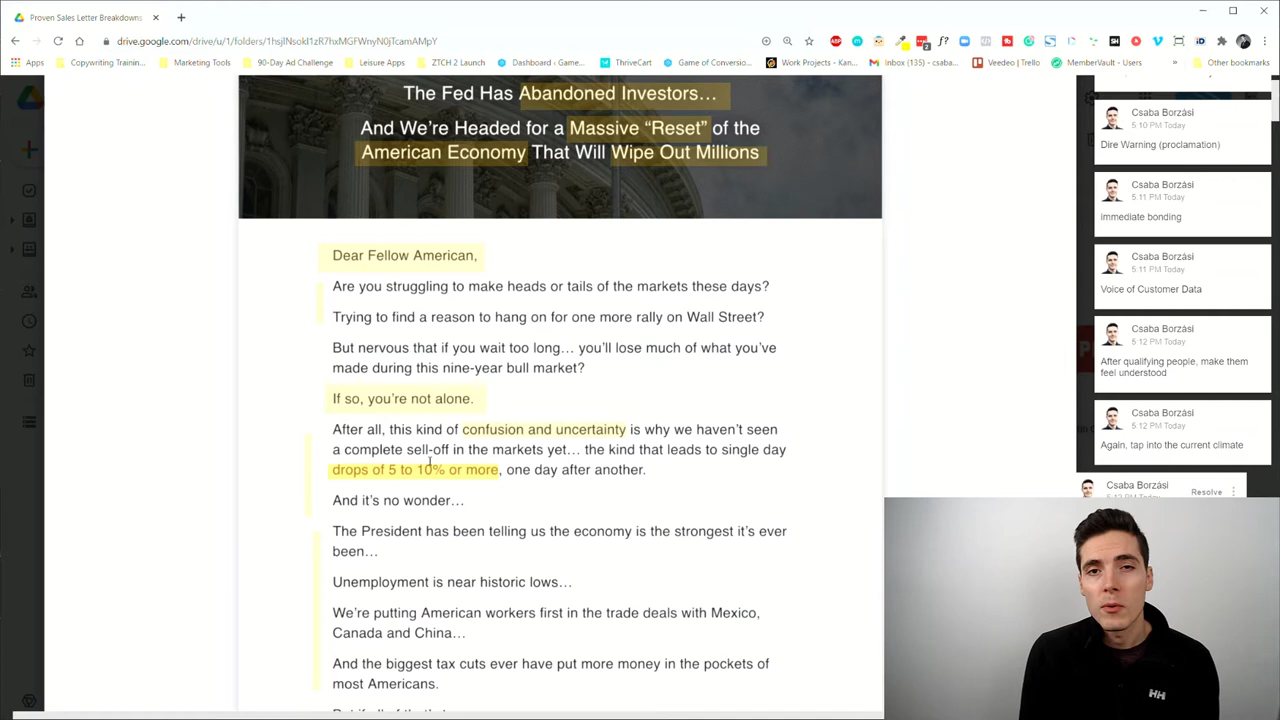 Proven Sales Letter Breakdowns
drive.google.com/drive/u/1/folders/1hsjlNsokl1zR7hxMGFWnyN0jTcamAMpY
Apps
Copywriting Trainin...
Marketing Tools
90-Day Ad Challenge
Leisure Apps
ZTCH 2 Launch
Dashboard - Game...
ThriveCart
Game of Conversio...
Work Projects - Kan...
Inbox (135) - csaba...
Veedeo | Trello
MemberVault - Users
Other bookmarks
The Fed Has Abandoned Investors…
And We're Headed for a Massive “Reset” of the
American Economy That Will Wipe Out Millions
Dear Fellow American,
Are you struggling to make heads or tails of the markets these days?
Trying to find a reason to hang on for one more rally on Wall Street?
But nervous that if you wait too long… you'll lose much of what you've
made during this nine-year bull market?
If so, you're not alone.
After all, this kind of confusion and uncertainty is why we haven't seen
a complete sell-off in the markets yet… the kind that leads to single day
drops of 5 to 10% or more, one day after another.
And it's no wonder…
The President has been telling us the economy is the strongest it's ever
been…
Unemployment is near historic lows…
We're putting American workers first in the trade deals with Mexico,
Canada and China…
And the biggest tax cuts ever have put more money in the pockets of
most Americans.
Csaba Borzási
5:10 PM Today
Dire Warning (proclamation)
Csaba Borzási
5:11 PM Today
Immediate bonding
Csaba Borzási
5:11 PM Today
Voice of Customer Data
Csaba Borzási
5:12 PM Today
After qualifying people, make them
feel understood
Csaba Borzási
5:12 PM Today
Again, tap into the current climate
Csaba Borzási
Resolve
HH